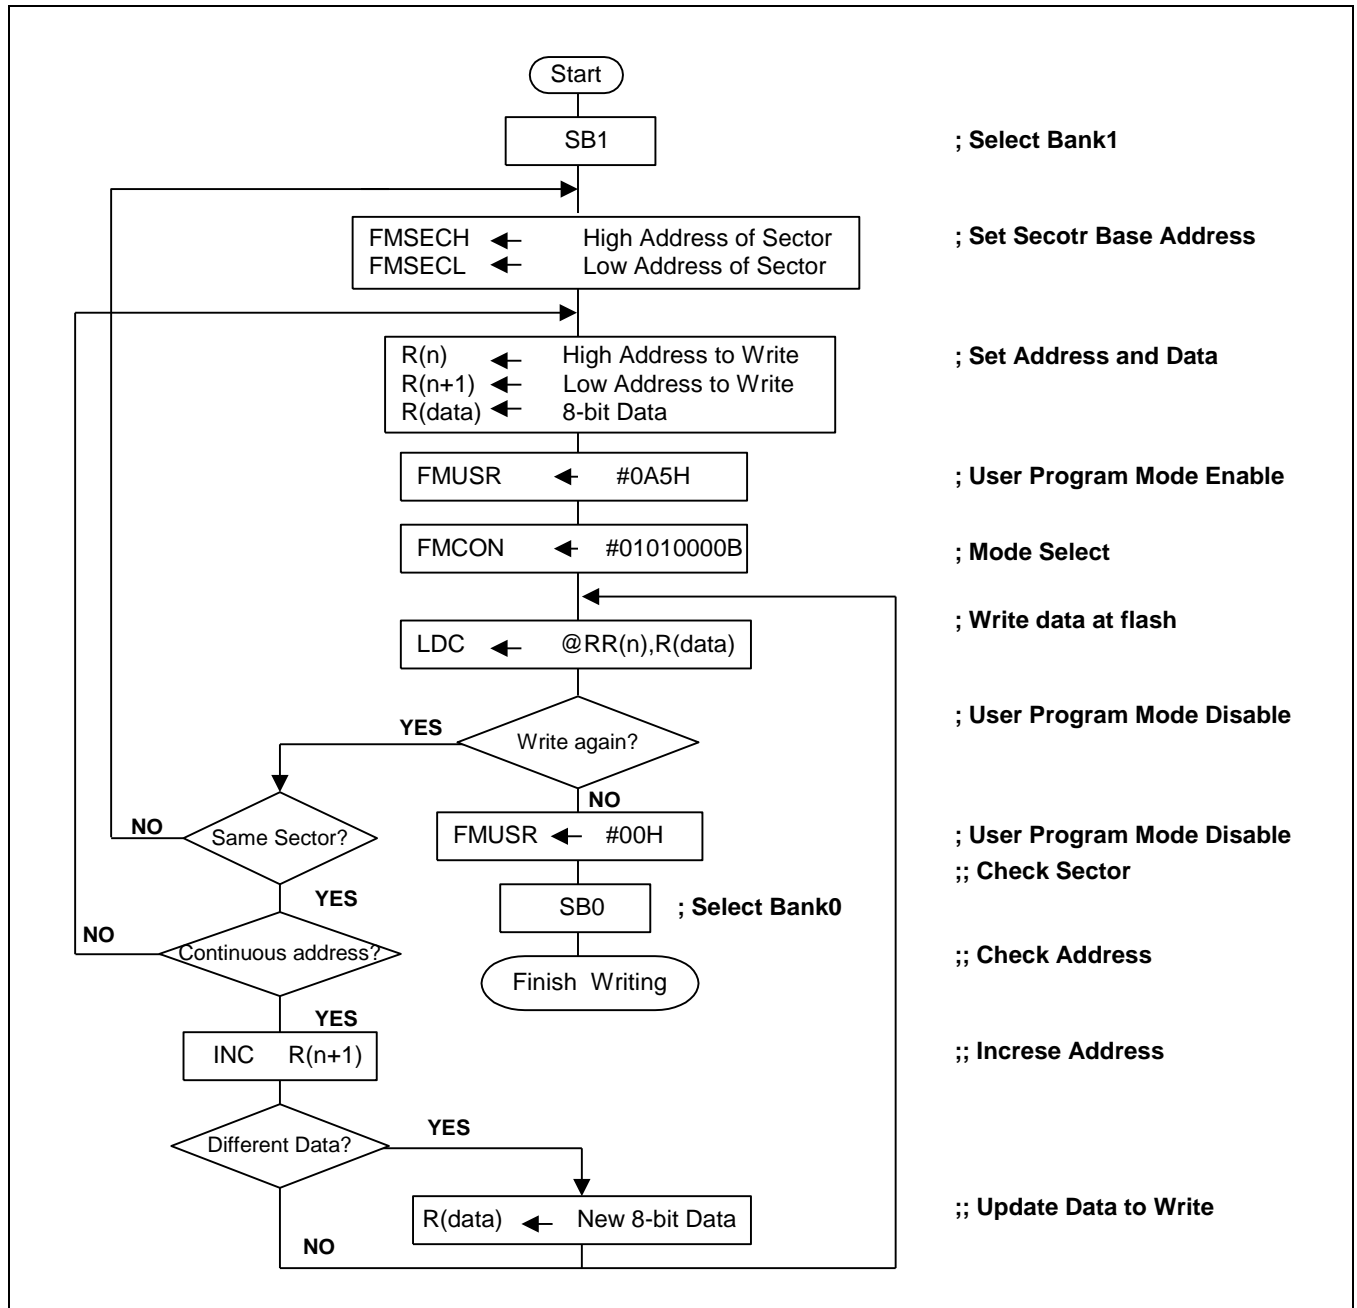 Start
SB1 ; Select Bank1
FMSECH High Address of Sector ; Set Secotr Base Address
FMSECL Low Address of Sector
R(n) High Address to Write ; Set Address and Data
R(n+1) Low Address to Write
R(data) 8-bit Data
FMUSR #0A5H ; User Program Mode Enable
FMCON #01010000B ; Mode Select
; Write data at flash
LDC @RR(n),R(data)
; User Program Mode Disable
YES
Write again?
NO
NO Same Sector? FMUSR #00H ; User Program Mode Disable
;; Check Sector
YES
SB0 ; Select Bank0
NO
Continuous address? ;; Check Address
Finish Writing
YES
INC R(n+1) ;; Increse Address
YES
Different Data?
R(data) New 8-bit Data ;; Update Data to Write
NO